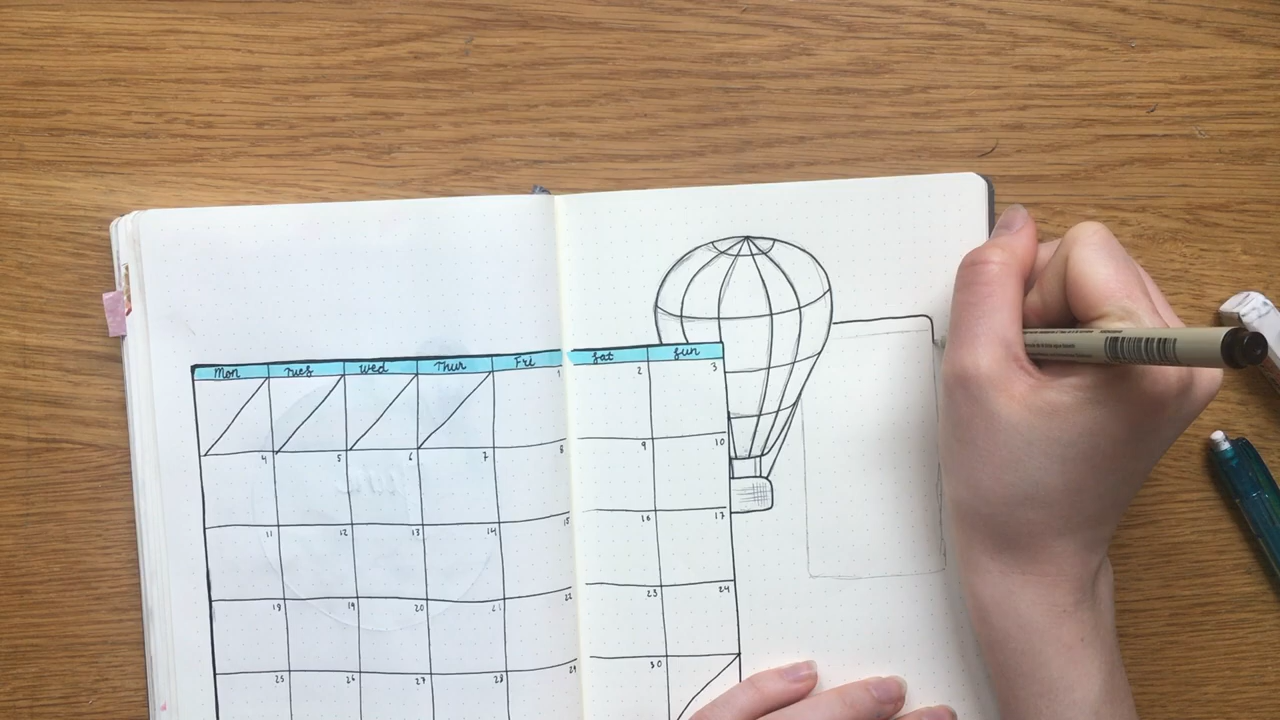 Mon Tues Wed Thur Fri Sat Sun
1 2 3
4 5 6 7 8 9 10
11 12 13 14 15 16 17
18 19 20 21 22 23 24
25 26 27 28 29 30